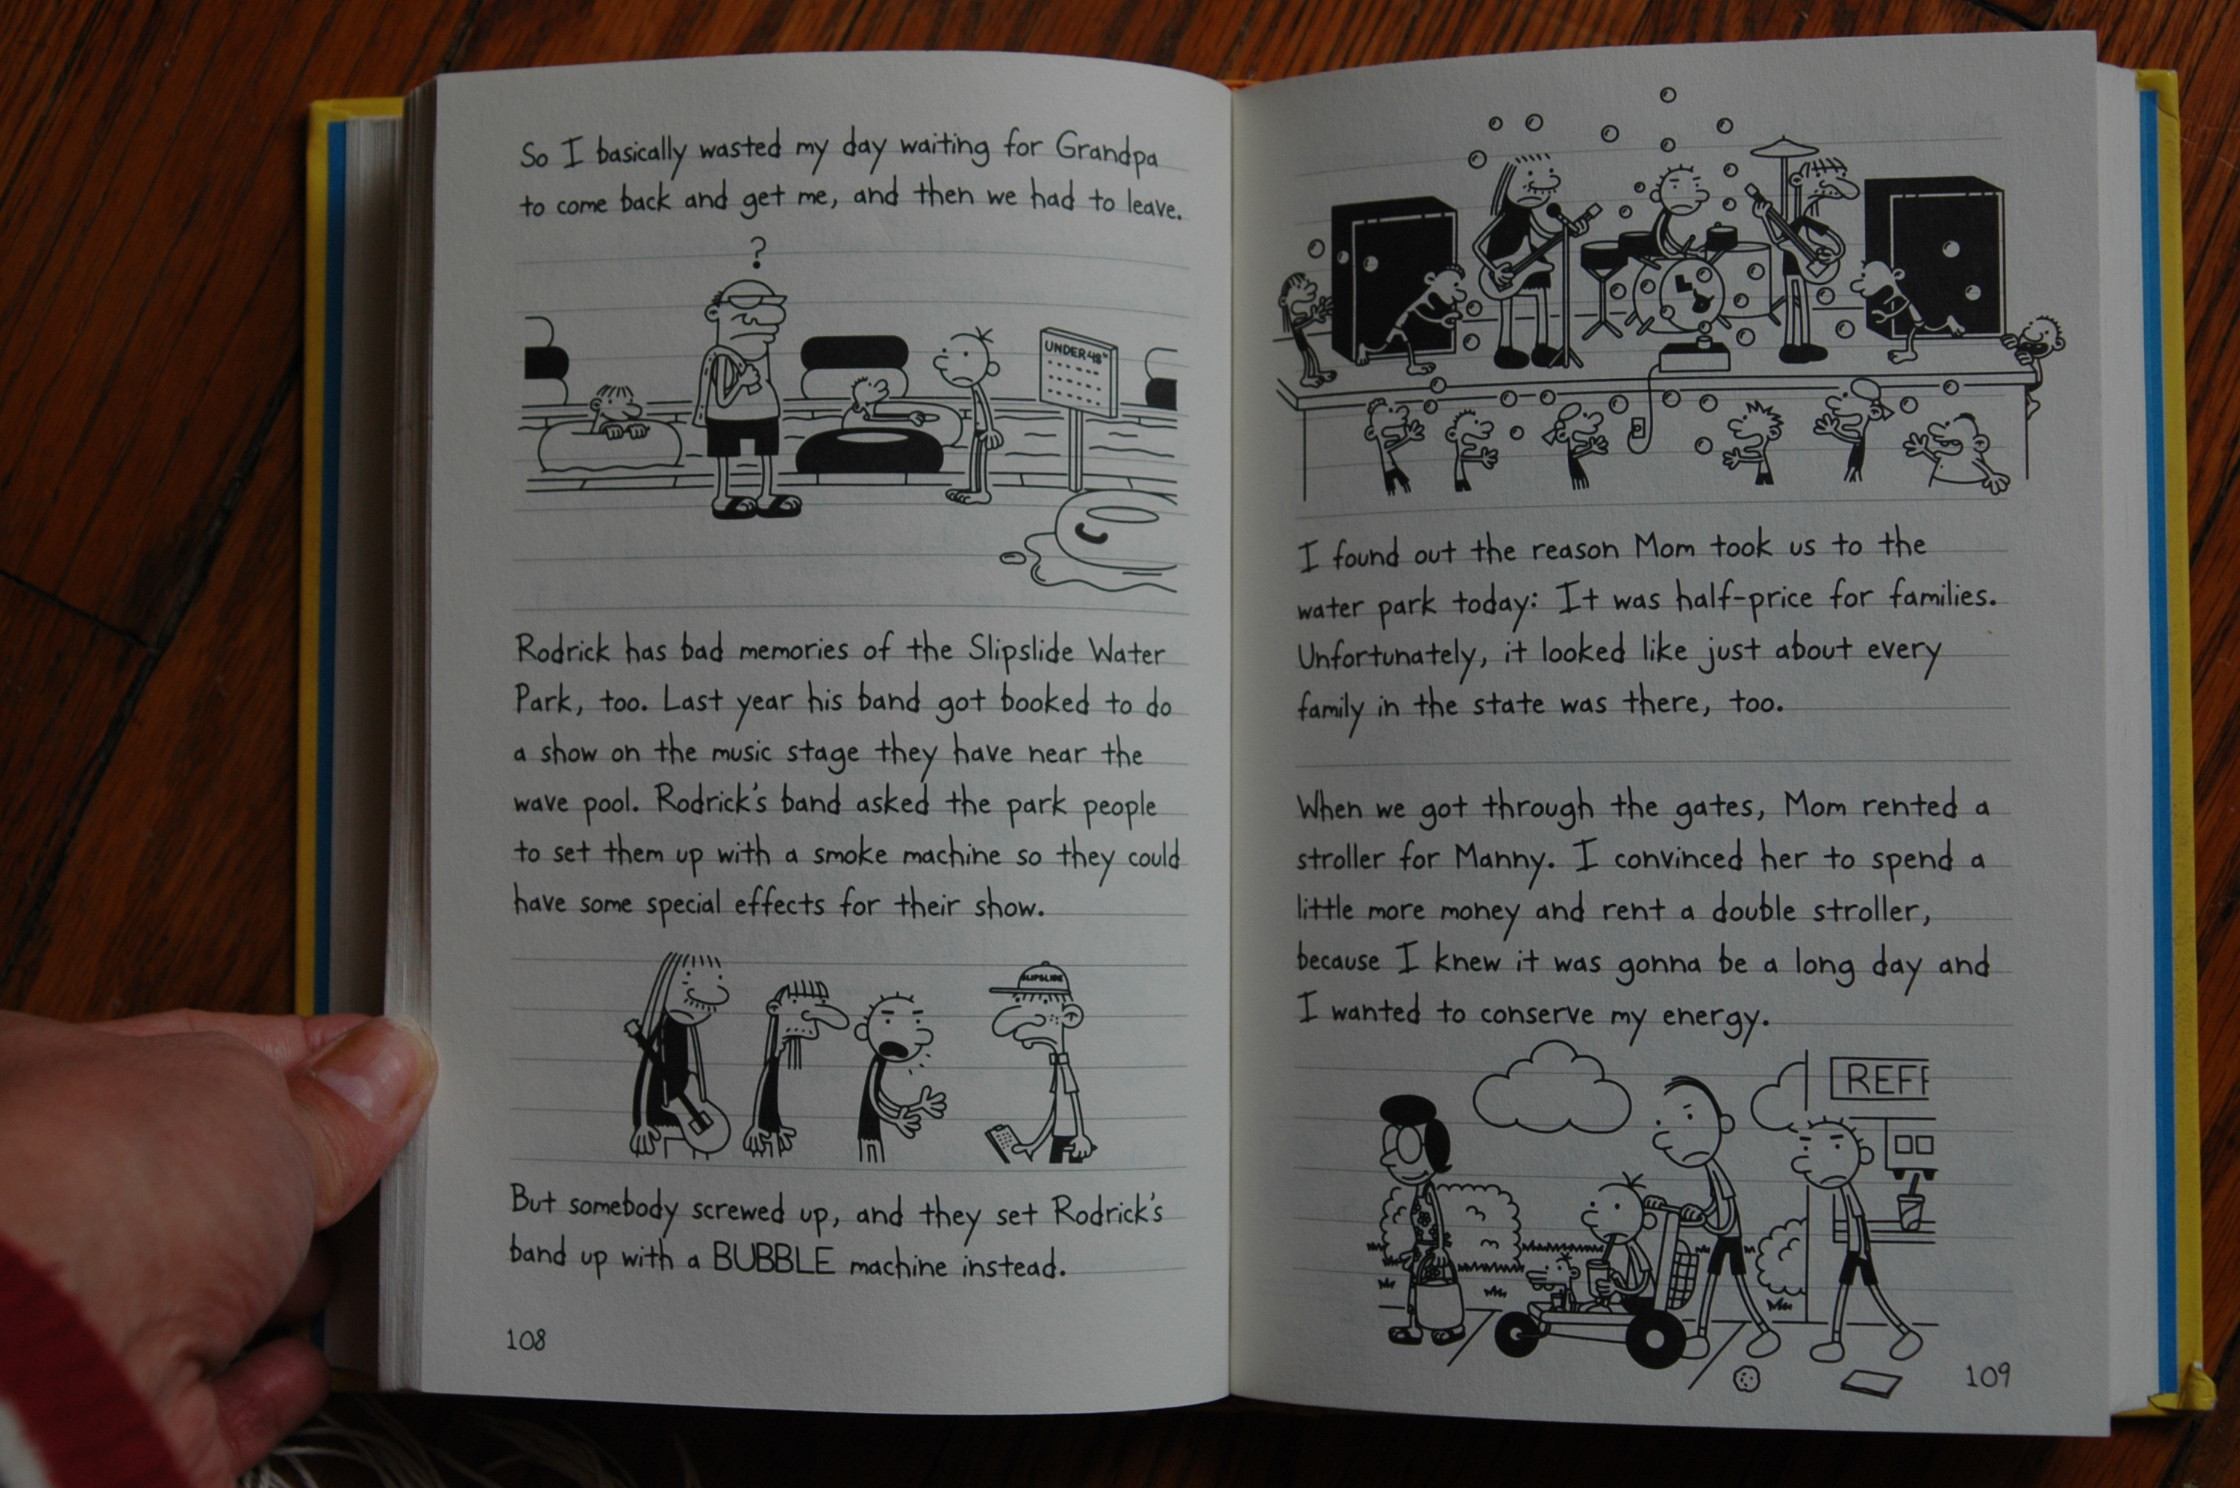 So I basically wasted my day waiting for Grandpa
to come back and get me, and then we had to leave.
?
UNDER 48"
Rodrick has bad memories of the Slipslide Water
Park, too. Last year his band got booked to do
a show on the music stage they have near the
wave pool. Rodrick's band asked the park people
to set them up with a smoke machine so they could
have some special effects for their show.
SLIPSLIDE
But somebody screwed up, and they set Rodrick's
band up with a BUBBLE machine instead.
108
I found out the reason Mom took us to the
water park today: It was half-price for families.
Unfortunately, it looked like just about every
family in the state was there, too.
When we got through the gates, Mom rented a
stroller for Manny. I convinced her to spend a
little more money and rent a double stroller,
because I knew it was gonna be a long day and
I wanted to conserve my energy.
REF
109